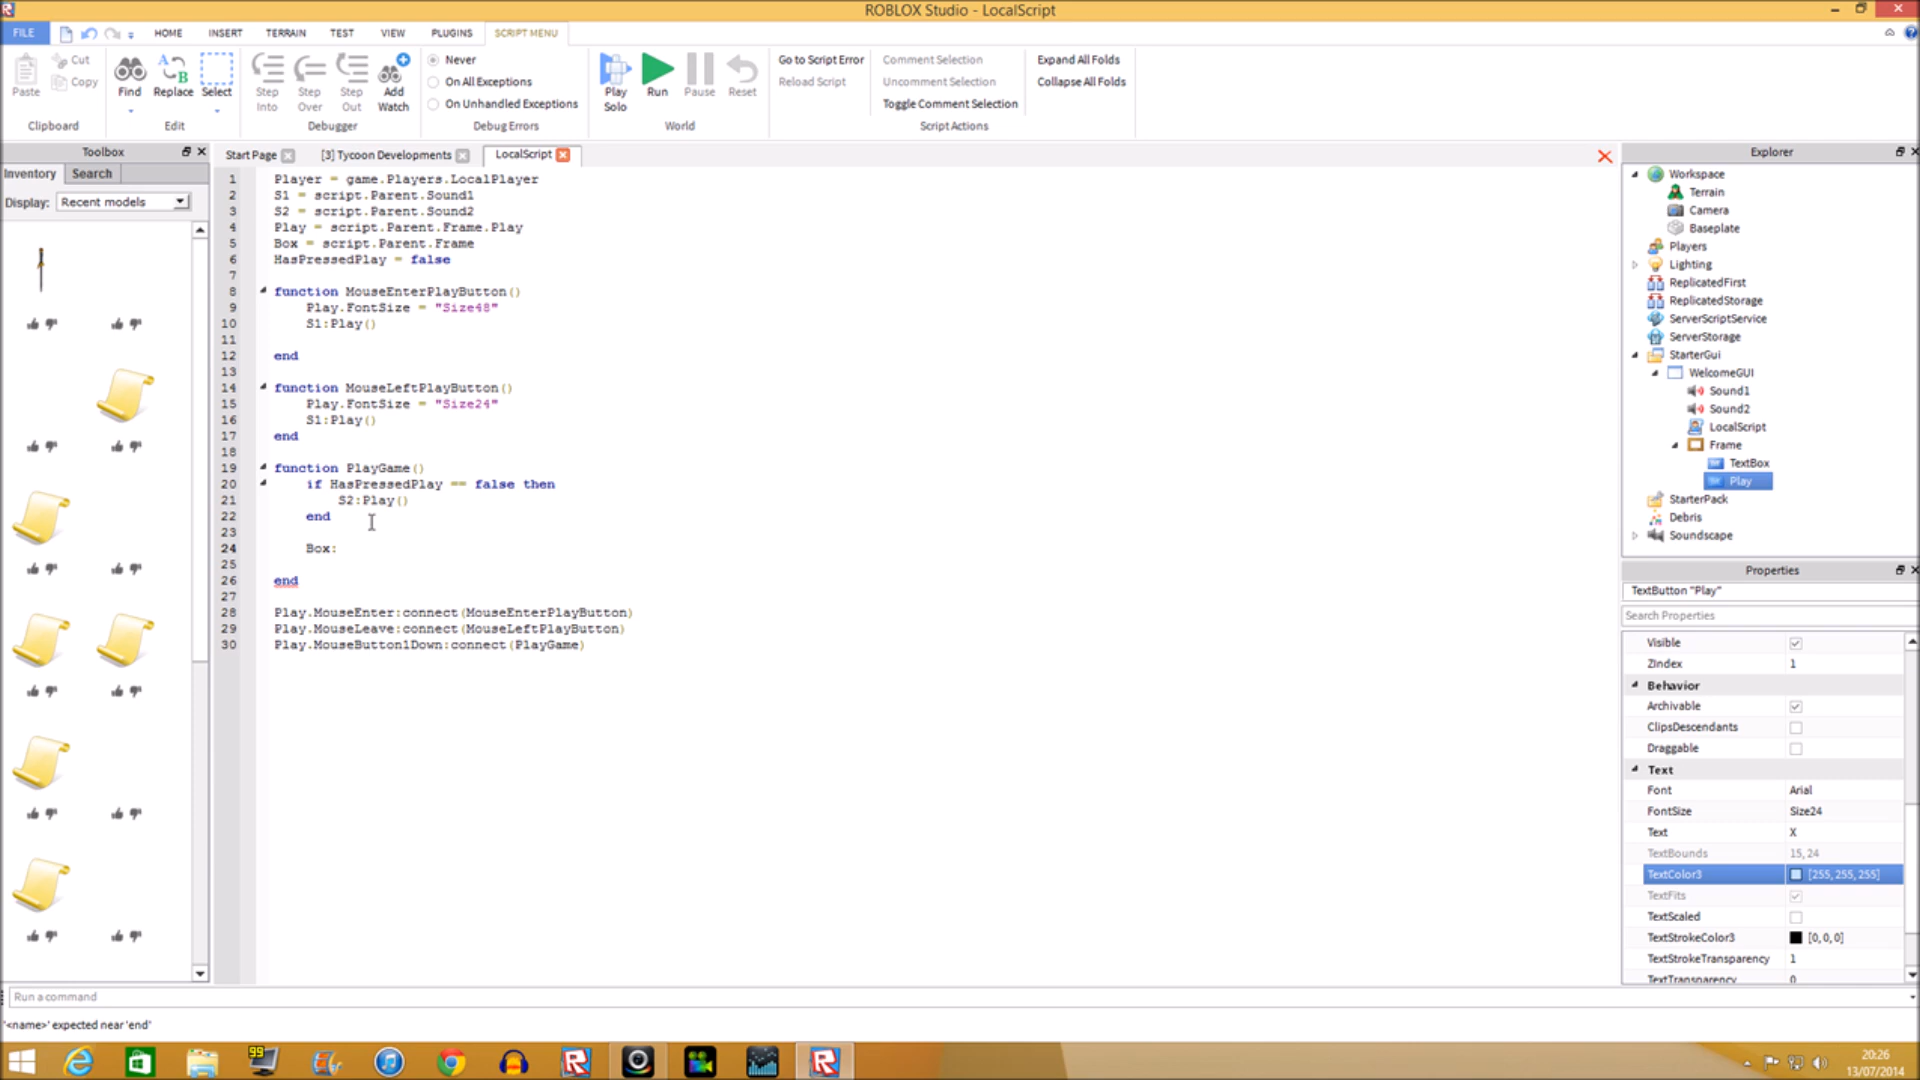 ROBLOX Studio - LocalScript
FILE HOME INSERT TERRAIN TEST VIEW PLUGINS SCRIPT MENU
Paste
Cut
Copy
Clipboard
Find
Replace
Select
Edit
Step Into
Step Over
Step Out
Add Watch
Debugger
Never
On All Exceptions
On Unhandled Exceptions
Debug Errors
Play Solo
Run
Pause
Reset
World
Go to Script Error
Reload Script
Comment Selection
Uncomment Selection
Toggle Comment Selection
Script Actions
Expand All Folds
Collapse All Folds
Toolbox
Inventory Search
Display: Recent models
Start Page [3] Tycoon Developments LocalScript
1 Player = game.Players.LocalPlayer
2 S1 = script.Parent.Sound1
3 S2 = script.Parent.Sound2
4 Play = script.Parent.Frame.Play
5 Box = script.Parent.Frame
6 HasPressedPlay = false
7
8 function MouseEnterPlayButton()
9 Play.FontSize = "Size48"
10 S1:Play()
11
12 end
13
14 function MouseLeftPlayButton()
15 Play.FontSize = "Size24"
16 S1:Play()
17 end
18
19 function PlayGame()
20 if HasPressedPlay == false then
21 S2:Play()
22 end
23
24 Box:
25
26 end
27
28 Play.MouseEnter:connect(MouseEnterPlayButton)
29 Play.MouseLeave:connect(MouseLeftPlayButton)
30 Play.MouseButton1Down:connect(PlayGame)
Explorer
Workspace
Terrain
Camera
Baseplate
Players
Lighting
ReplicatedFirst
ReplicatedStorage
ServerScriptService
ServerStorage
StarterGui
WelcomeGUI
Sound1
Sound2
LocalScript
Frame
TextBox
Play
StarterPack
Debris
Soundscape
Properties
TextButton "Play"
Search Properties
Visible
ZIndex 1
Behavior
Archivable
ClipsDescendants
Draggable
Text
Font Arial
FontSize Size24
Text X
TextBounds 15, 24
TextColor3 [255, 255, 255]
TextFits
TextScaled
TextStrokeColor3 [0, 0, 0]
TextStrokeTransparency 1
TextTransparency 0
Run a command
'<name>' expected near 'end'
99
20:26
13/07/2014